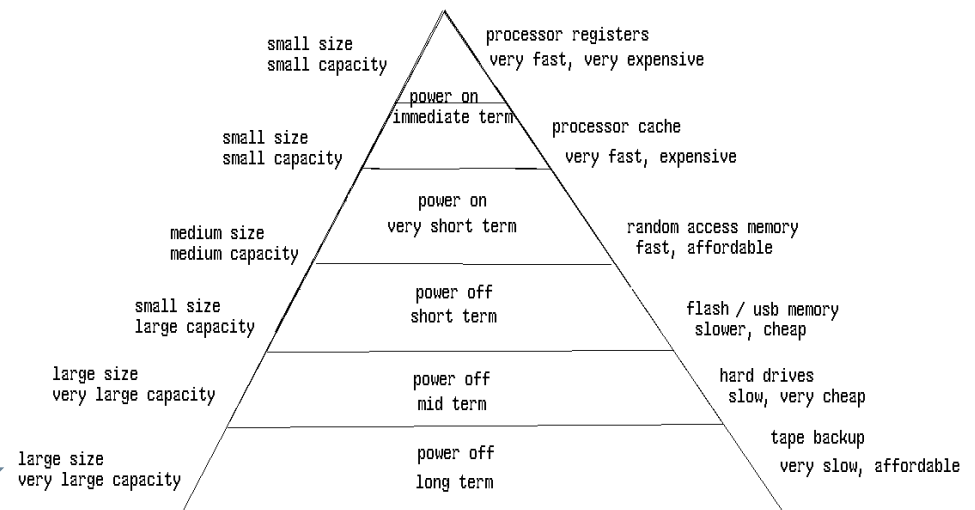 small size
small capacity
processor registers
very fast, very expensive
power on
immediate term
small size
small capacity
processor cache
very fast, expensive
power on
very short term
medium size
medium capacity
random access memory
fast, affordable
power off
short term
small size
large capacity
flash / usb memory
slower, cheap
power off
mid term
large size
very large capacity
hard drives
slow, very cheap
power off
long term
large size
very large capacity
tape backup
very slow, affordable